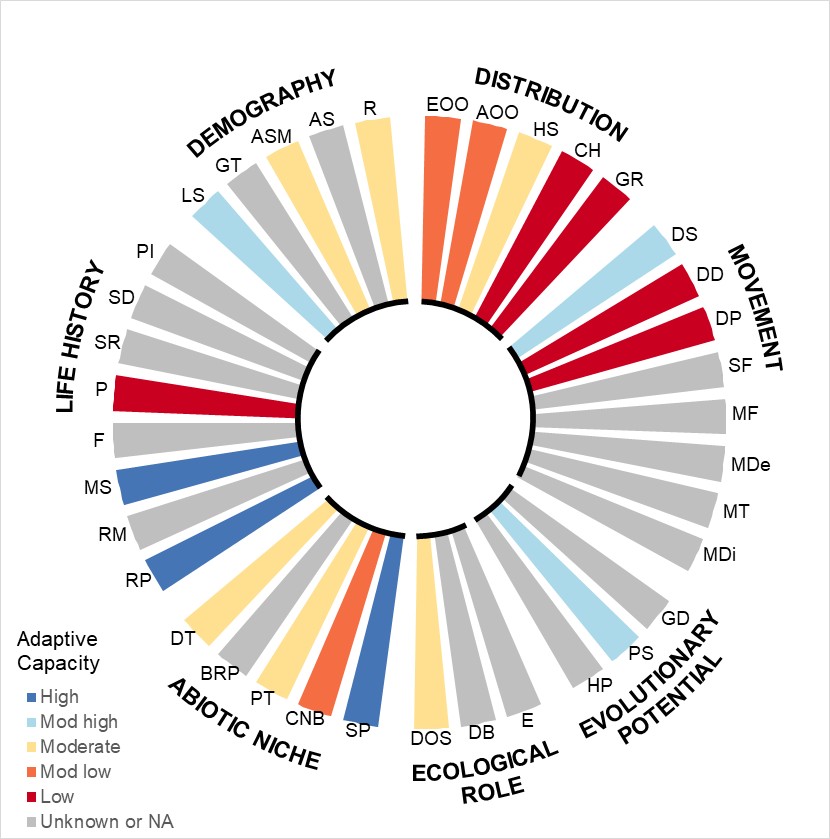 DEMOGRAPHY
DISTRIBUTION
MOVEMENT
EVOLUTIONARY
POTENTIAL
ECOLOGICAL
ROLE
ABIOTIC NICHE
LIFE HISTORY
EOO
AOO
HS
CH
GR
DS
DD
DP
SF
MF
MDe
MT
MDi
GD
PS
HP
E
DB
DOS
SP
CNB
PT
BRP
DT
RP
RM
MS
F
P
SR
SD
PI
LS
GT
ASM
AS
R
Adaptive
Capacity
High
Mod high
Moderate
Mod low
Low
Unknown or NA